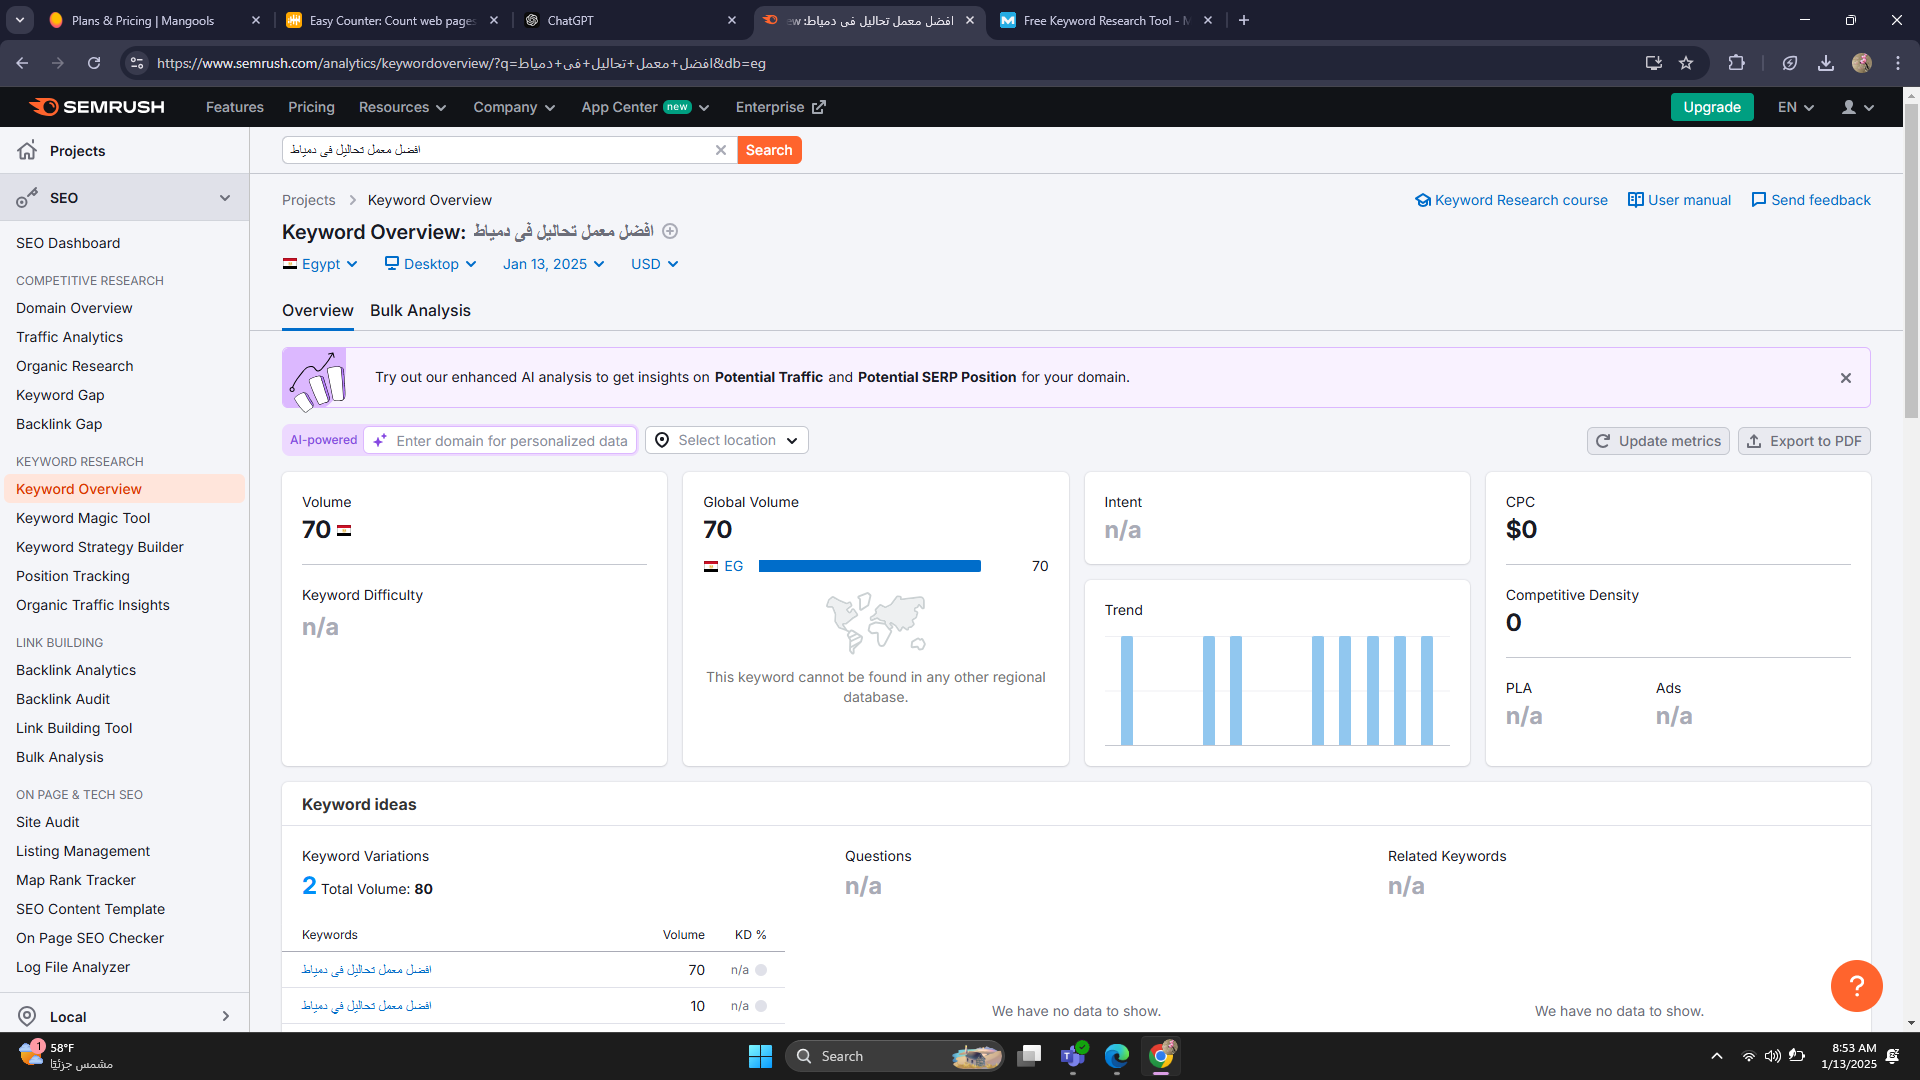 Plans & Pricing | Mangools
Easy Counter: Count web pages
ChatGPT
افضل معمل تحاليل فى دمياط: ew
Free Keyword Research Tool - M
https://www.semrush.com/analytics/keywordoverview/?q=افضل+معمل+تحاليل+فى+دمياط&db=eg
SEMRUSH
Features
Pricing
Resources
Company
App Center new
Enterprise
Upgrade
EN
Projects
افضل معمل تحاليل فى دمياط
Search
SEO
Projects > Keyword Overview
Keyword Research course
User manual
Send feedback
Keyword Overview: افضل معمل تحاليل فى دمياط
Egypt
Desktop
Jan 13, 2025
USD
Overview
Bulk Analysis
SEO Dashboard
COMPETITIVE RESEARCH
Domain Overview
Traffic Analytics
Organic Research
Keyword Gap
Backlink Gap
KEYWORD RESEARCH
Keyword Overview
Keyword Magic Tool
Keyword Strategy Builder
Position Tracking
Organic Traffic Insights
LINK BUILDING
Backlink Analytics
Backlink Audit
Link Building Tool
Bulk Analysis
ON PAGE & TECH SEO
Site Audit
Listing Management
Map Rank Tracker
SEO Content Template
On Page SEO Checker
Log File Analyzer
Local
Try out our enhanced AI analysis to get insights on Potential Traffic and Potential SERP Position for your domain.
AI-powered
Enter domain for personalized data
Select location
Update metrics
Export to PDF
Volume
70
Keyword Difficulty
n/a
Global Volume
70
EG 70
This keyword cannot be found in any other regional
database.
Intent
n/a
Trend
CPC
$0
Competitive Density
0
PLA
n/a
Ads
n/a
Keyword ideas
Keyword Variations
2 Total Volume: 80
Keywords Volume KD %
افضل معمل تحاليل فى دمياط 70 n/a
افضل معمل تحاليل في دمياط 10 n/a
Questions
n/a
We have no data to show.
Related Keywords
n/a
We have no data to show.
?
1
58°F
مشمس جزئيًا
Search
8:53 AM
1/13/2025